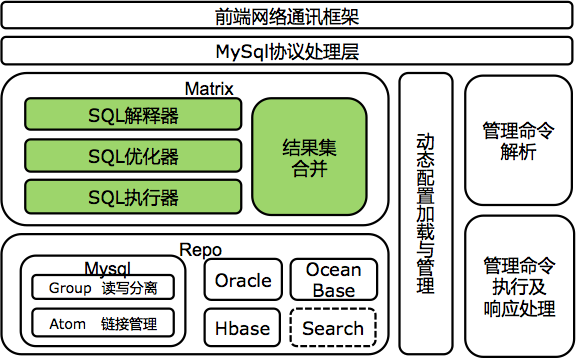 前端网络通讯框架
MySql协议处理层
Matrix
SQL解释器
SQL优化器
SQL执行器
结果集
合并
Repo
Mysql
Group 读写分离
Atom 链接管理
Oracle
Ocean
Base
Hbase
Search
动态配置加载与管理
管理命令
解析
管理命令
执行及
响应处理